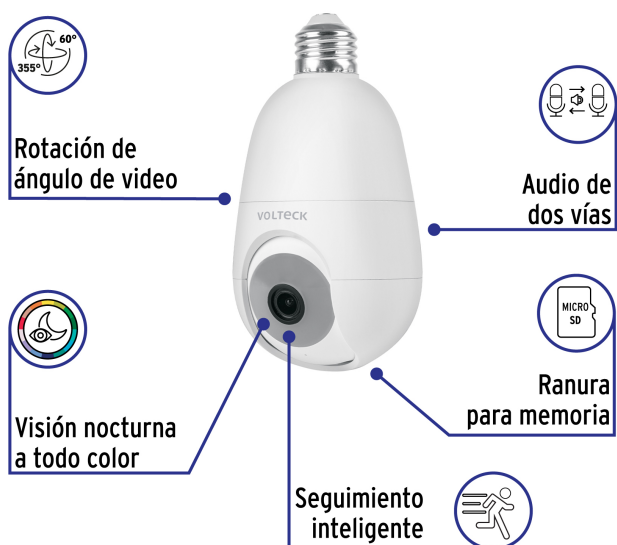 60°
355°
Rotación de
ángulo de video
Audio de
dos vías
VOLTECK
MICRO
SD
Ranura
para memoria
Visión nocturna
a todo color
Seguimiento
inteligente